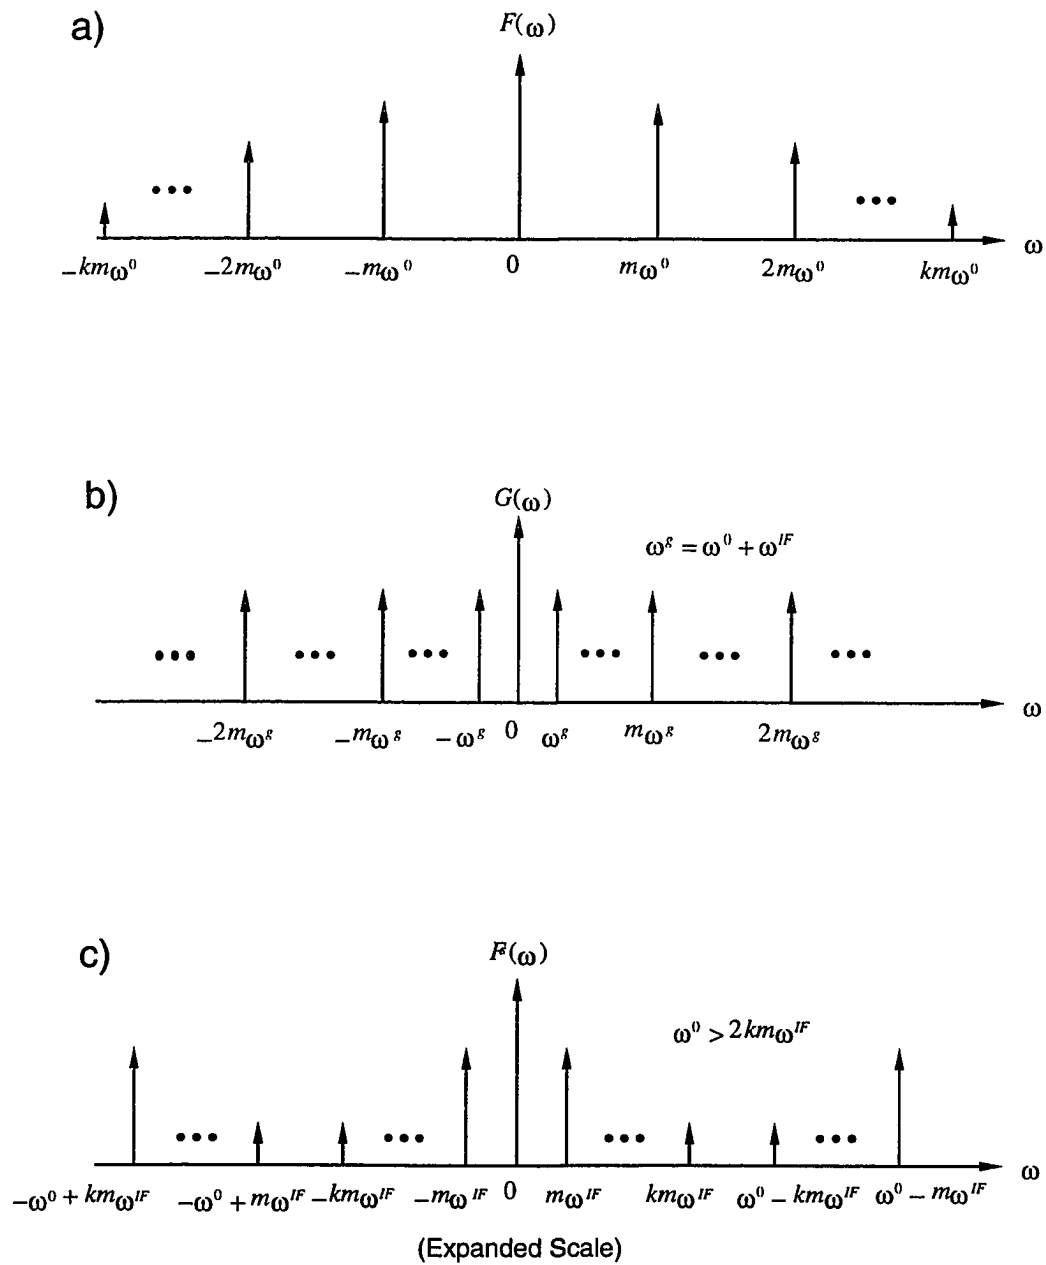 a)
F(ω)
ω
−kmω⁰ −2mω⁰ −mω⁰ 0 mω⁰ 2mω⁰ kmω⁰
b)
G(ω)
ωᵍ = ω⁰ + ωᴵᶠ
ω
−2mωᵍ −mωᵍ −ωᵍ 0 ωᵍ mωᵍ 2mωᵍ
c)
(ω)
ω⁰ > 2kmωᴵᶠ
ω
−ω⁰ + kmωᴵᶠ −ω⁰ + mωᴵᶠ −kmωᴵᶠ −mωᴵᶠ 0 mωᴵᶠ kmωᴵᶠ ω⁰ − kmωᴵᶠ ω⁰ − mωᴵᶠ
(Expanded Scale)